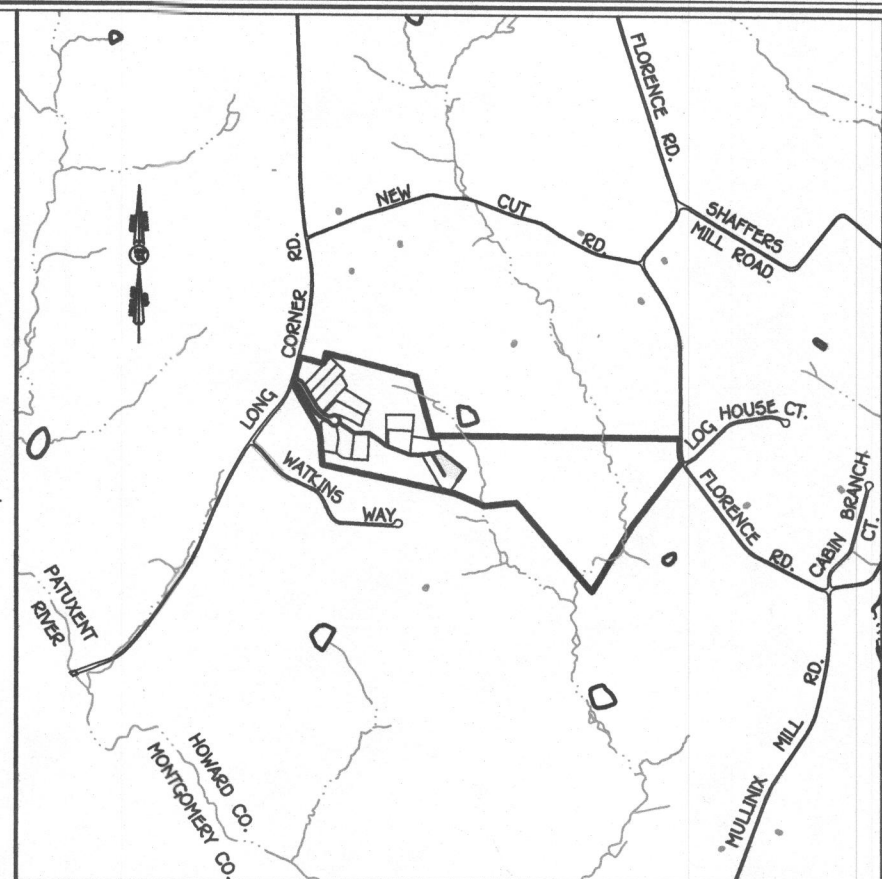 FLORENCE RD.
NEW CUT RD.
SHAFFERS
MILL ROAD
LONG CORNER RD.
LOG HOUSE CT.
WATKINS WAY
FLORENCE RD.
CABIN BRANCH CT.
PATUXENT
RIVER
MULLINIX MILL RD.
HOWARD CO.
MONTGOMERY CO.